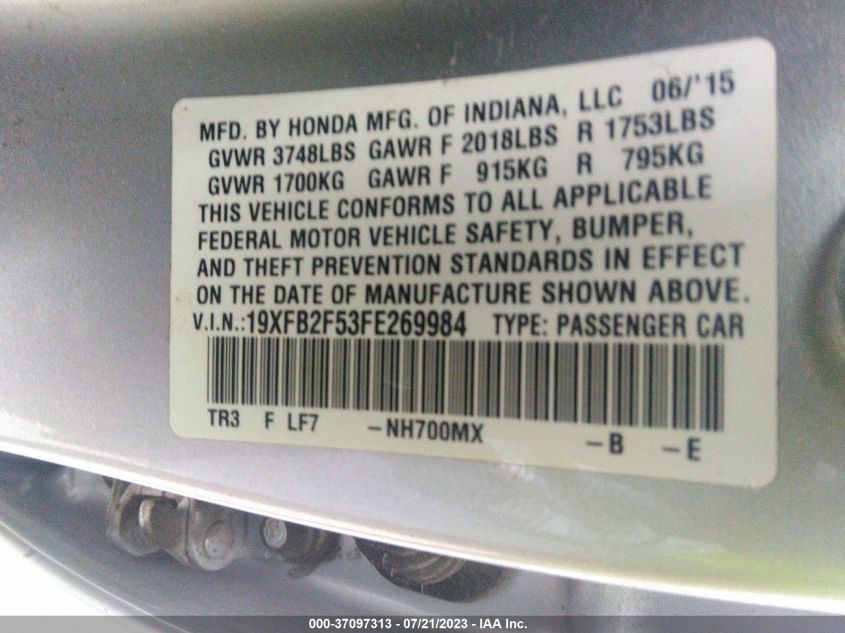 MFD. BY HONDA MFG. OF INDIANA, LLC 06/'15
GVWR 3748LBS GAWR F 2018LBS R 1753LBS
GVWR 1700KG GAWR F 915KG R 795KG
THIS VEHICLE CONFORMS TO ALL APPLICABLE
FEDERAL MOTOR VEHICLE SAFETY, BUMPER,
AND THEFT PREVENTION STANDARDS IN EFFECT
ON THE DATE OF MANUFACTURE SHOWN ABOVE.
V.I.N.:19XFB2F53FE269984 TYPE: PASSENGER CAR
TR3 F LF7 -NH700MX -B -E
000-37097313 - 07/21/2023 - IAA Inc.